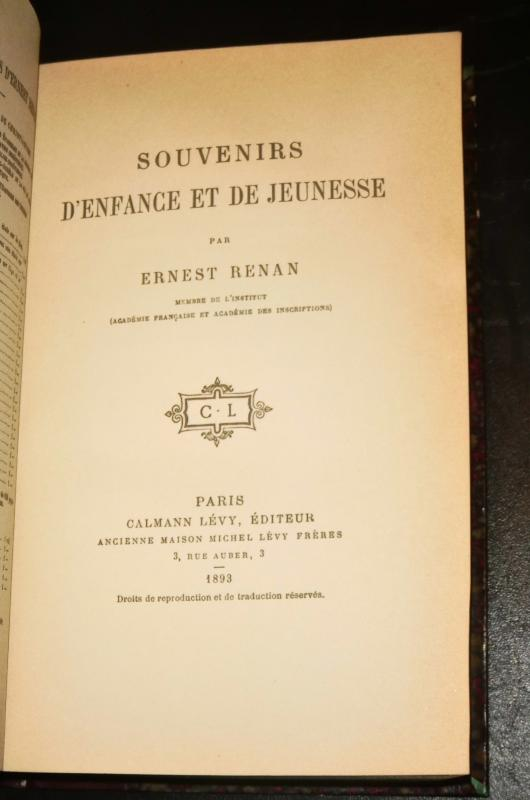 SOUVENIRS
D'ENFANCE ET DE JEUNESSE
PAR
ERNEST RENAN
MEMBRE DE L'INSTITUT
(ACADÉMIE FRANÇAISE ET ACADÉMIE DES INSCRIPTIONS)
C · L
PARIS
CALMANN LÉVY, ÉDITEUR
ANCIENNE MAISON MICHEL LÉVY FRÈRES
3, RUE AUBER, 3
1893
Droits de reproduction et de traduction réservés.